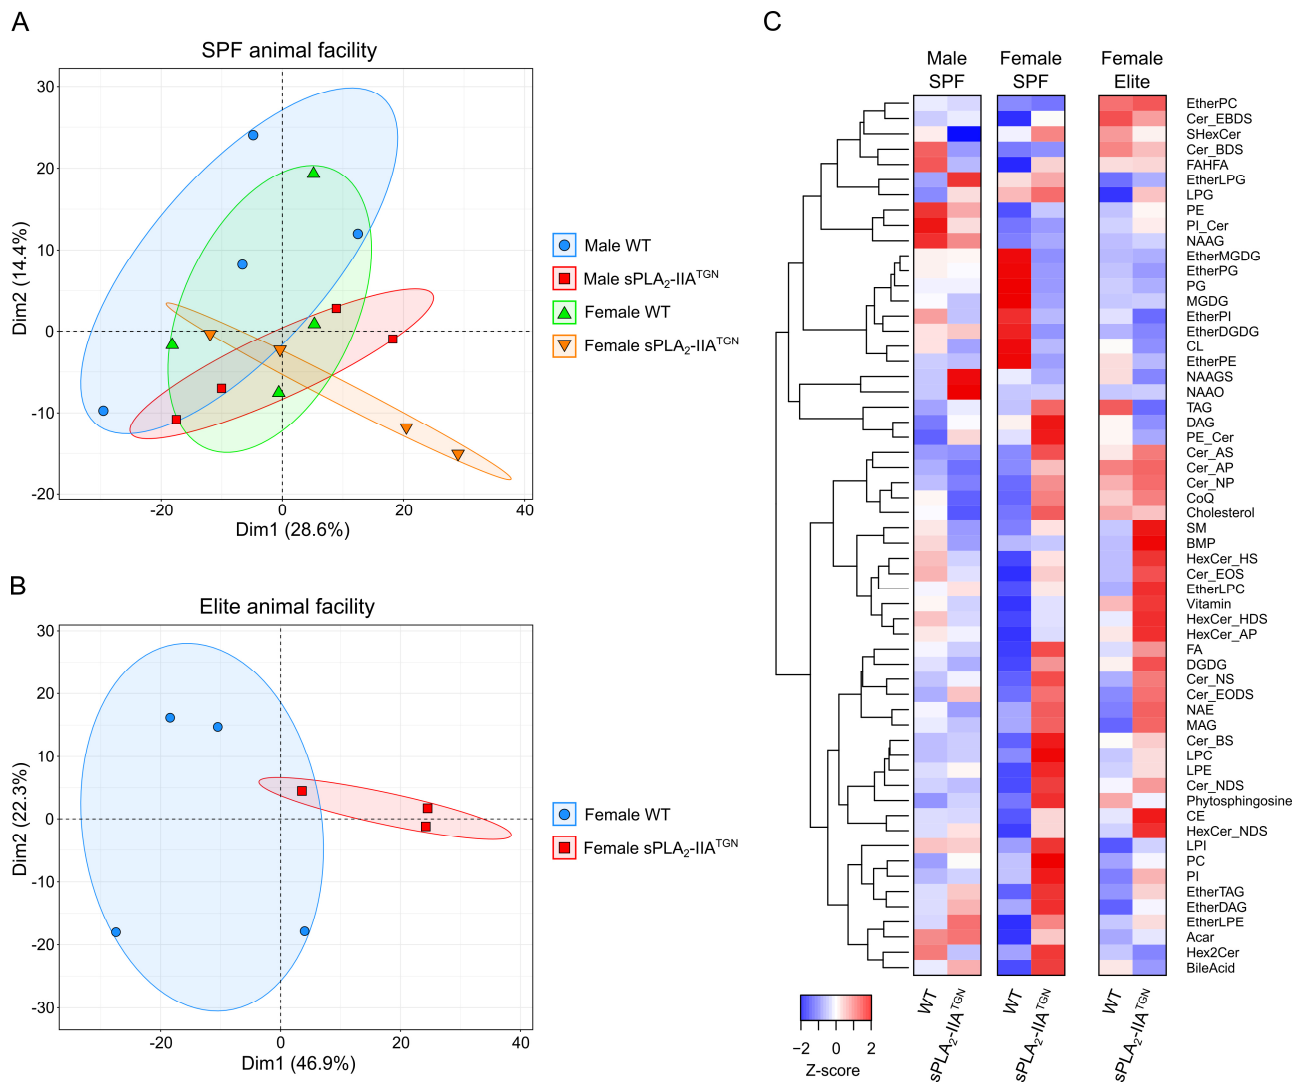 A
SPF animal facility
30
20
10
0
-10
-20
-20
0
20
40
Dim2 (14.4%)
Dim1 (28.6%)
Male WT
Male sPLA2-IIATGN
Female WT
Female sPLA2-IIATGN
B
Elite animal facility
30
20
10
0
-10
-20
-30
-20
0
20
40
Dim2 (22.3%)
Dim1 (46.9%)
Female WT
Female sPLA2-IIATGN
C
Male
SPF
Female
SPF
Female
Elite
EtherPC
Cer_EBDS
SHexCer
Cer_BDS
FAHFA
EtherLPG
LPG
PE
PI_Cer
NAAG
EtherMGDG
EtherPG
PG
MGDG
EtherPI
EtherDGDG
CL
EtherPE
NAAGS
NAAO
TAG
DAG
PE_Cer
Cer_AS
Cer_AP
Cer_NP
CoQ
Cholesterol
SM
BMP
HexCer_HS
Cer_EOS
EtherLPC
Vitamin
HexCer_HDS
HexCer_AP
FA
DGDG
Cer_NS
Cer_EODS
NAE
MAG
Cer_BS
LPC
LPE
Cer_NDS
Phytosphingosine
CE
HexCer_NDS
LPI
PC
PI
EtherTAG
EtherDAG
EtherLPE
Acar
Hex2Cer
BileAcid
WT
sPLA2-IIATGN
WT
sPLA2-IIATGN
WT
sPLA2-IIATGN
−2
0
2
Z-score